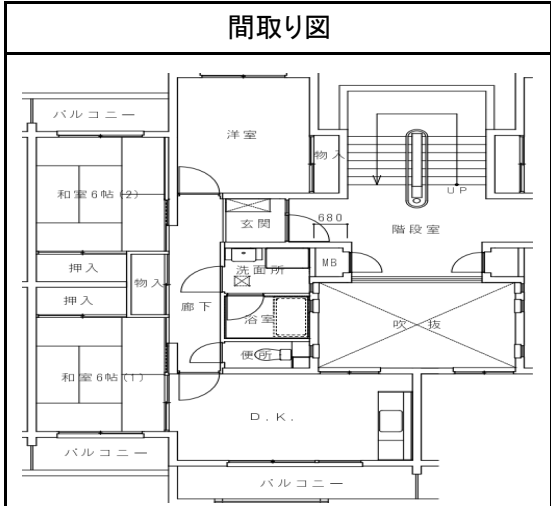 間取り図
バルコニー
洋室
物入
和室6帖(2)
UP
玄関
680
階段室
押入
洗面所
MB
物入
押入
廊下
浴室
吹抜
便所
和室6帖(1)
D.K.
バルコニー
バルコニー